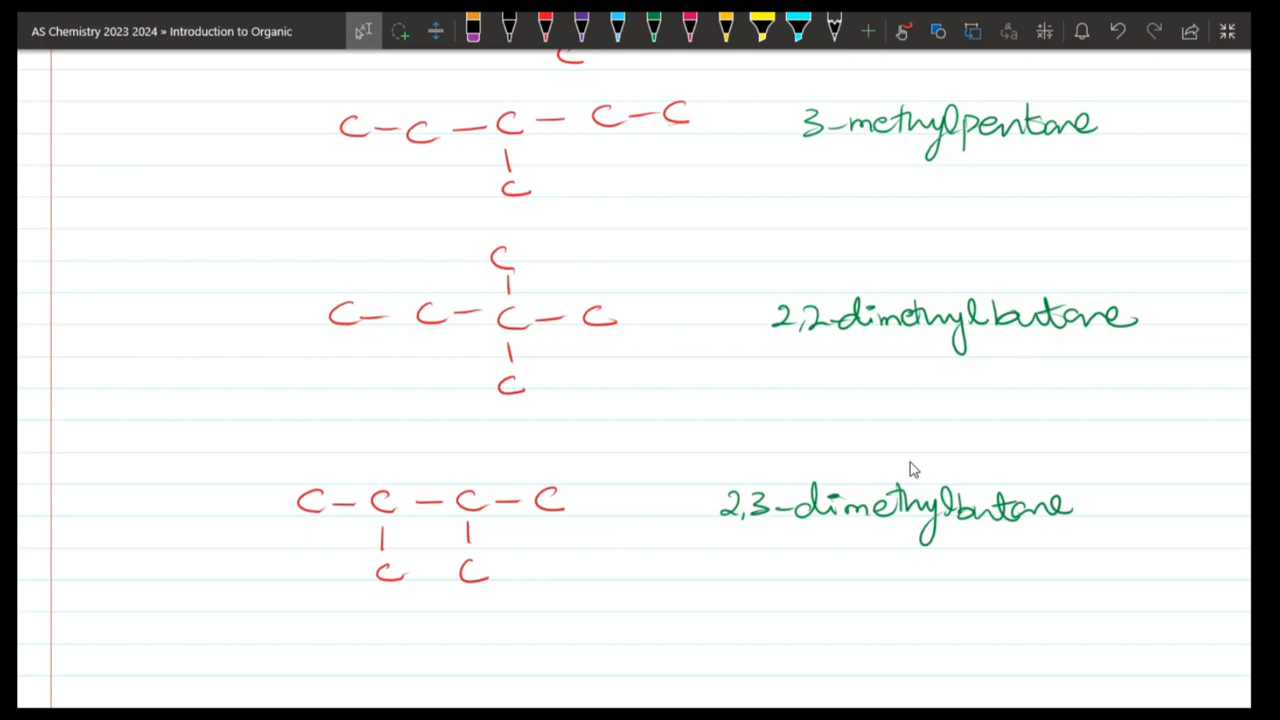 AS Chemistry 2023 2024 » Introduction to Organic
C
C - C - C - C - C 3-methylpentane
C
C
C - C - C - C 2,2-dimethylbutane
C
C - C - C - C 2,3-dimethylbutane
C C